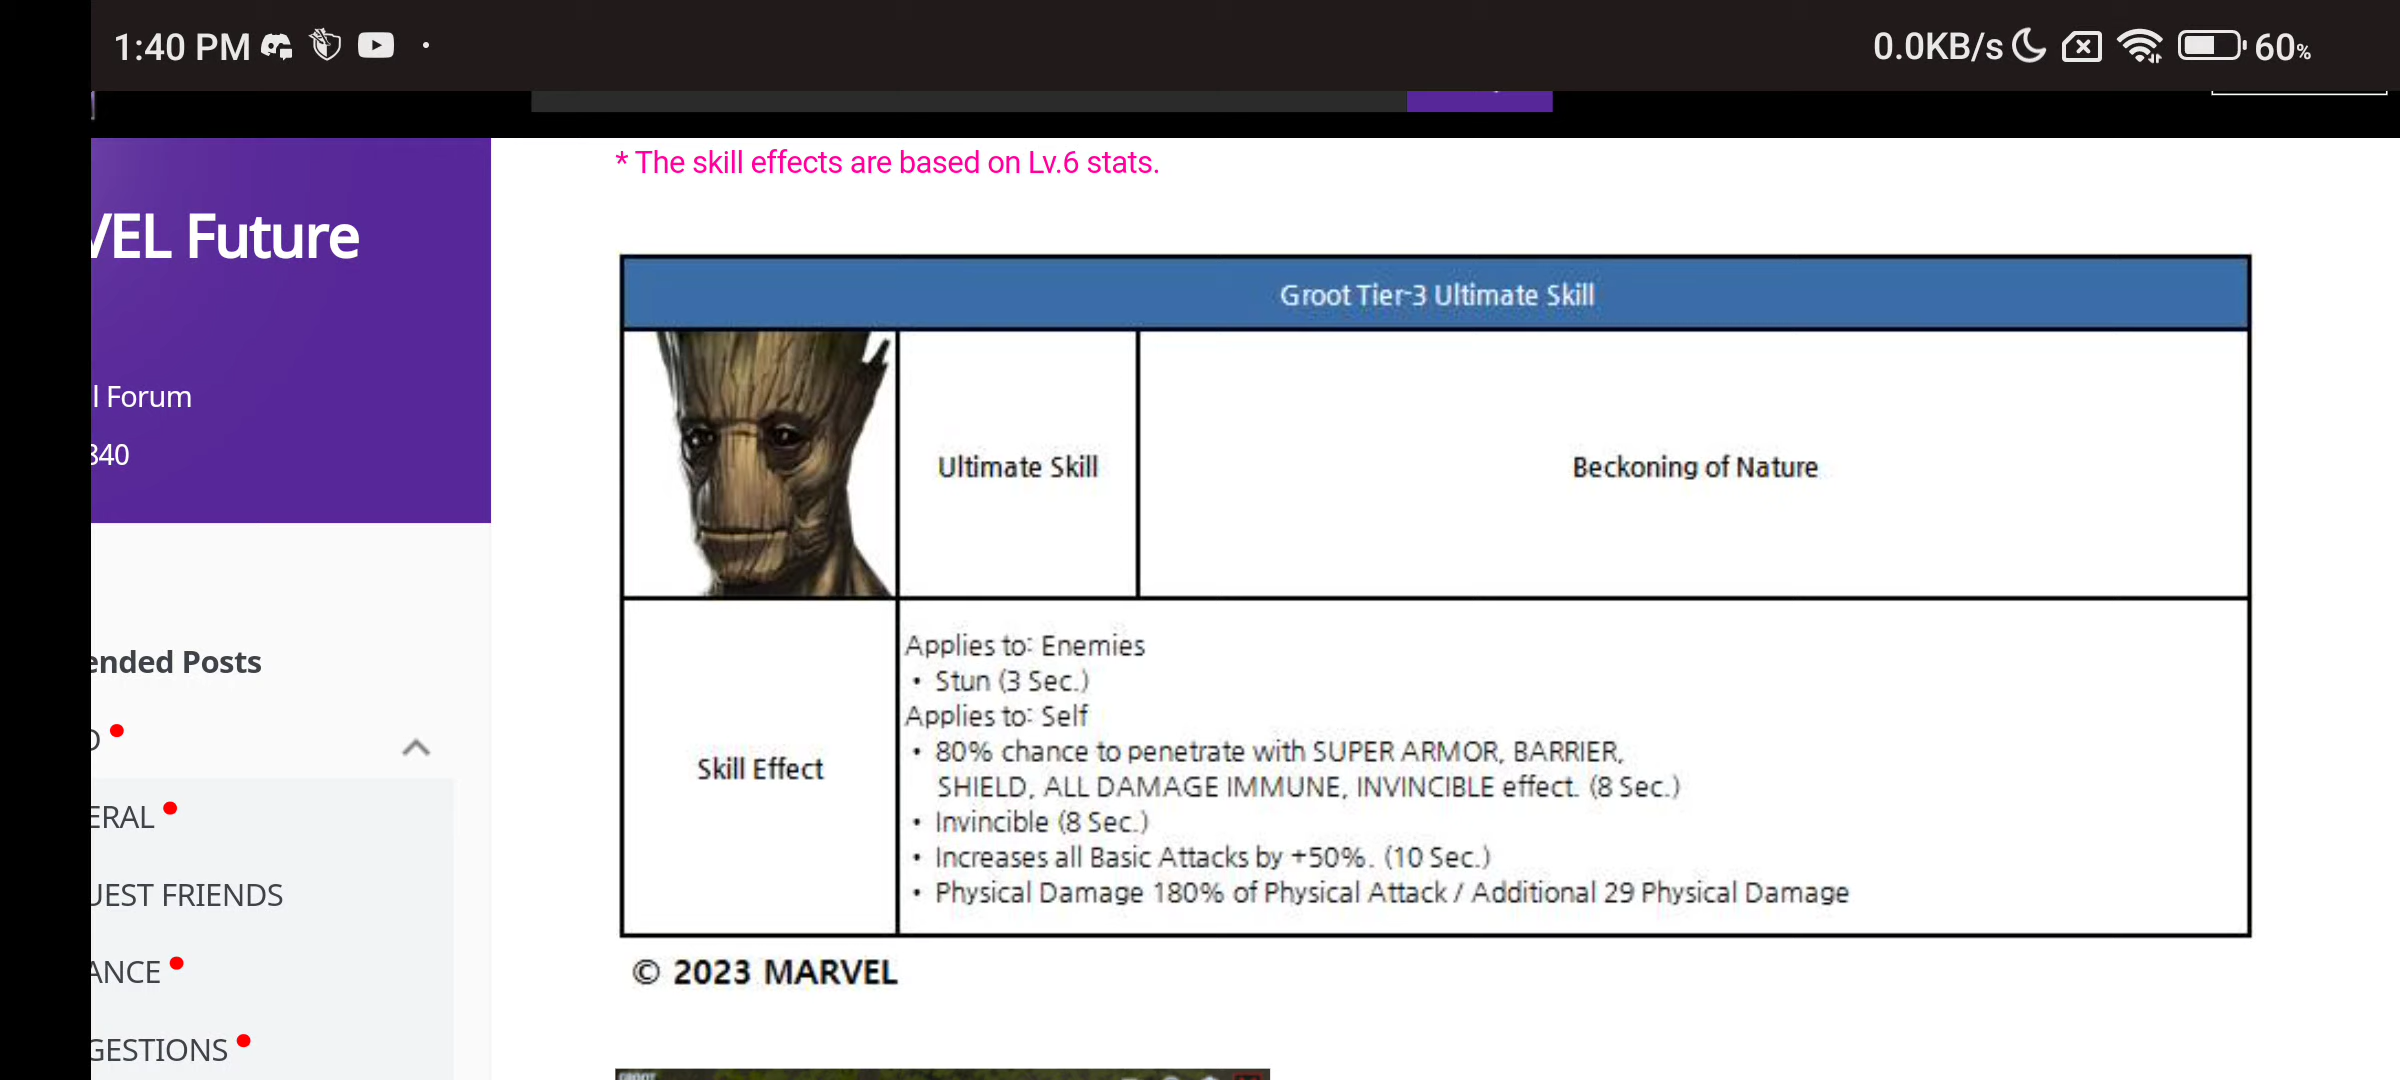 1:40 PM
0.0KB/s
60%
* The skill effects are based on Lv.6 stats.
VEL Future
l Forum
840
ended Posts
ERAL
UEST FRIENDS
ANCE
GESTIONS
Groot Tier-3 Ultimate Skill
Ultimate Skill
Beckoning of Nature
Skill Effect
Applies to: Enemies
• Stun (3 Sec.)
Applies to: Self
• 80% chance to penetrate with SUPER ARMOR, BARRIER,
SHIELD, ALL DAMAGE IMMUNE, INVINCIBLE effect. (8 Sec.)
• Invincible (8 Sec.)
• Increases all Basic Attacks by +50%. (10 Sec.)
• Physical Damage 180% of Physical Attack / Additional 29 Physical Damage
© 2023 MARVEL
GROOT